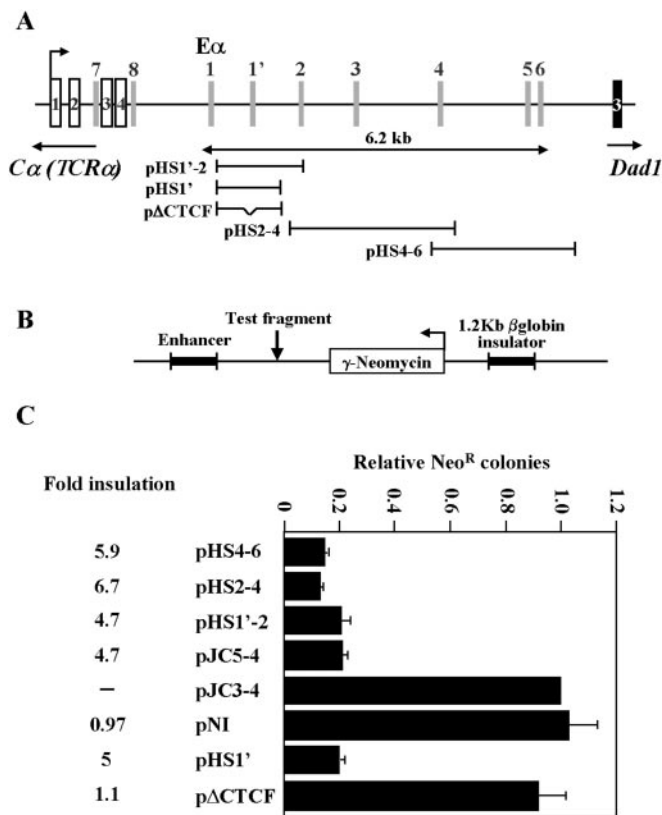 A
Eα
7 8 1 1' 2 3 4 5 6
1 2 3 4 3
6.2 kb
Cα (TCRα)
Dad1
pHS1'-2
pHS1'
pΔCTCF
pHS2-4
pHS4-6
B
Test fragment
1.2Kb βglobin
insulator
Enhancer
γ-Neomycin
C
Relative Neo^R colonies
Fold insulation
0 0.2 0.4 0.6 0.8 1.0 1.2
5.9 pHS4-6
6.7 pHS2-4
4.7 pHS1'-2
4.7 pJC5-4
– pJC3-4
0.97 pNI
5 pHS1'
1.1 pΔCTCF